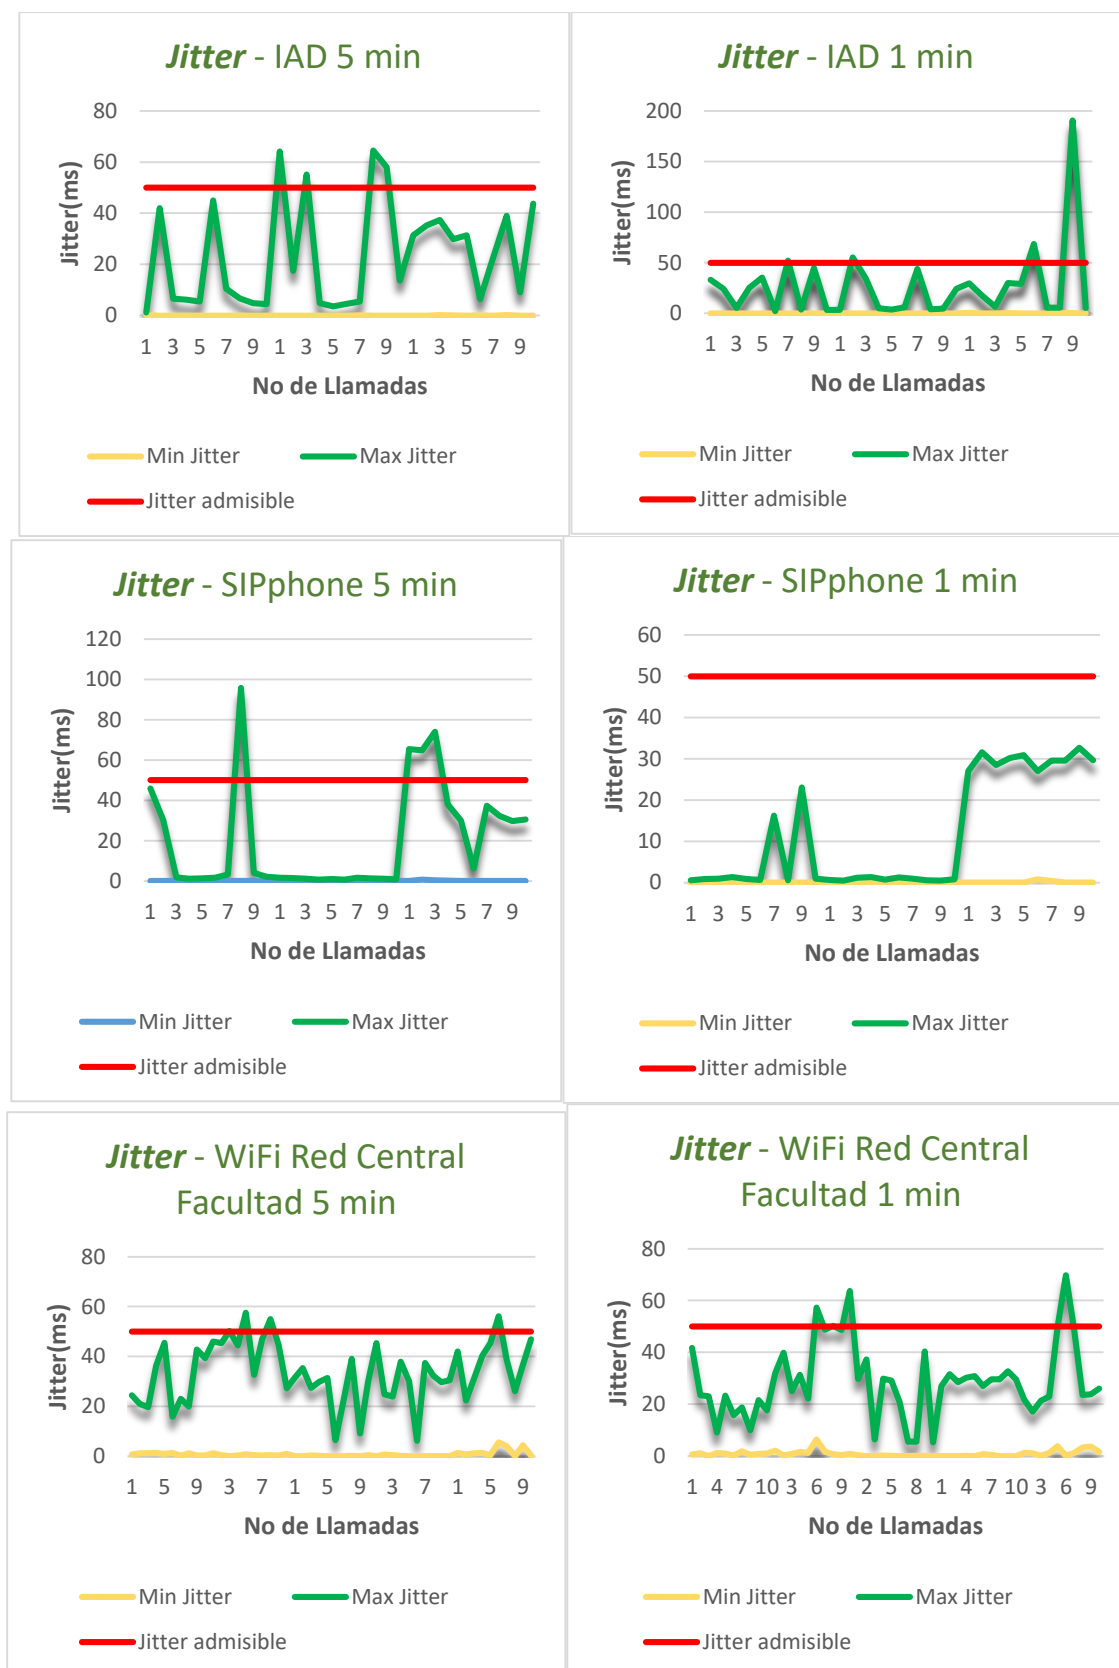 Jitter - IAD 5 min
80
60
40
20
0
Jitter(ms)
1 3 5 7 9 1 3 5 7 9 1 3 5 7 9
No de Llamadas
Min Jitter Max Jitter
Jitter admisible
Jitter - IAD 1 min
200
150
100
50
0
Jitter(ms)
1 3 5 7 9 1 3 5 7 9 1 3 5 7 9
No de Llamadas
Min Jitter Max Jitter
Jitter admisible
Jitter - SIPphone 5 min
120
100
80
60
40
20
0
Jitter(ms)
1 3 5 7 9 1 3 5 7 9 1 3 5 7 9
No de Llamadas
Min Jitter Max Jitter
Jitter admisible
Jitter - SIPphone 1 min
60
50
40
30
20
10
0
Jitter(ms)
1 3 5 7 9 1 3 5 7 9 1 3 5 7 9
No de Llamadas
Min Jitter Max Jitter
Jitter admisible
Jitter - WiFi Red Central
Facultad 5 min
80
60
40
20
0
Jitter(ms)
1 5 9 3 7 1 5 9 3 7 1 5 9
No de Llamadas
Min Jitter Max Jitter
Jitter admisible
Jitter - WiFi Red Central
Facultad 1 min
80
60
40
20
0
Jitter(ms)
1 4 7 10 3 6 9 2 5 8 1 4 7 10 3 6 9
No de Llamadas
Min Jitter Max Jitter
Jitter admisible